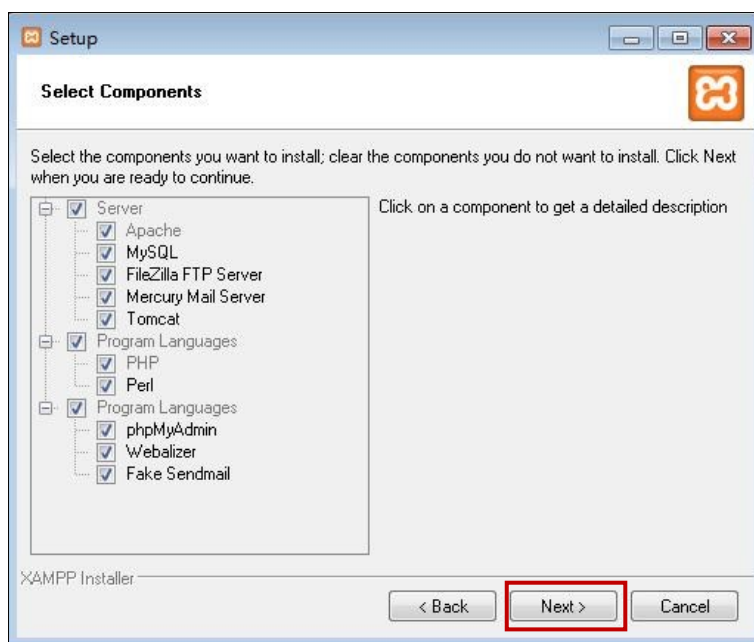 Setup
Select Components
Select the components you want to install; clear the components you do not want to install. Click Next
when you are ready to continue.
Server
Apache
MySQL
FileZilla FTP Server
Mercury Mail Server
Tomcat
Program Languages
PHP
Perl
Program Languages
phpMyAdmin
Webalizer
Fake Sendmail
Click on a component to get a detailed description
XAMPP Installer
< Back
Next >
Cancel